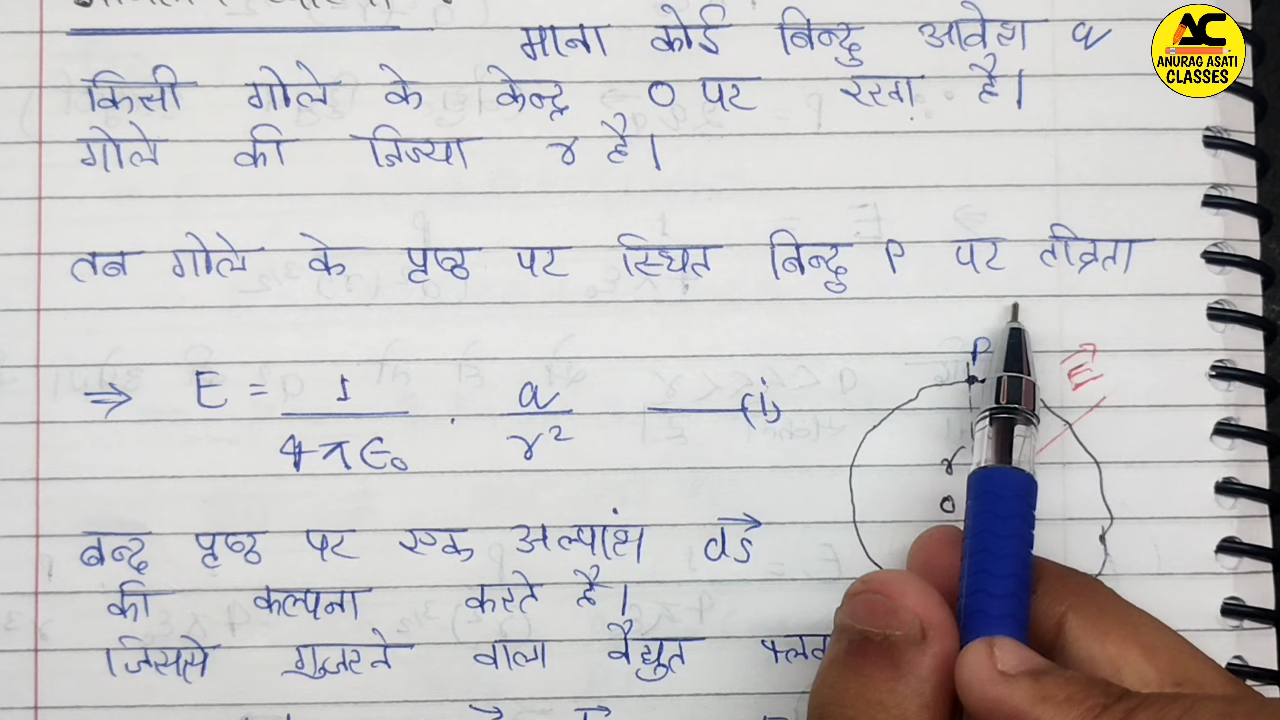 माना कोई बिन्दु आवेश q
किसी गोले के केन्द्र O पर रखा है।
गोले की त्रिज्या r है।
तब गोले के पृष्ठ पर स्थित बिन्दु P पर तीव्रता
⇒ E = 1/4πε₀ · q/r² —(i)
P
E→
r
O
बन्द पृष्ठ पर एक अल्पांश dS→
की कल्पना करते है।
जिससे गुजरने वाला वैद्युत
AC
ANURAG ASATI
CLASSES